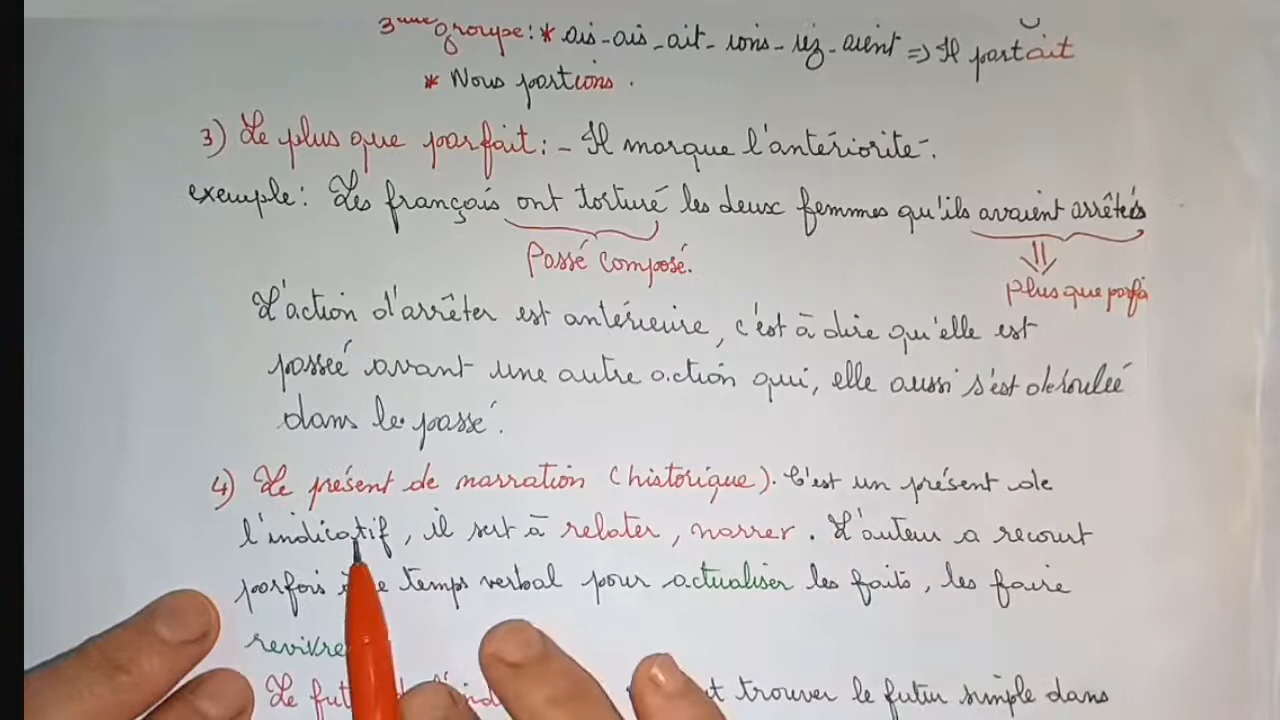 3ème groupe : * ais - ais - ait - ions - iez - aient => Il partait
* Nous partions .
3) Le plus que parfait : - Il marque l'antériorité -.
exemple : Les français ont torturé les deux femmes qu'ils avaient arrêtés
Passé composé.
plus que parfa
L'action d'arrêter est antérieure, c'est à dire qu'elle est
passée avant une autre action qui, elle aussi s'est déroulée
dans le passé.
4) Le présent de narration (historique). C'est un présent de
l'indicatif, il sert à relater, narrer. L'auteur a recourt
parfois temps verbal pour actualiser les faits, les faire
revivre
Le fut trouver le futur simple dans